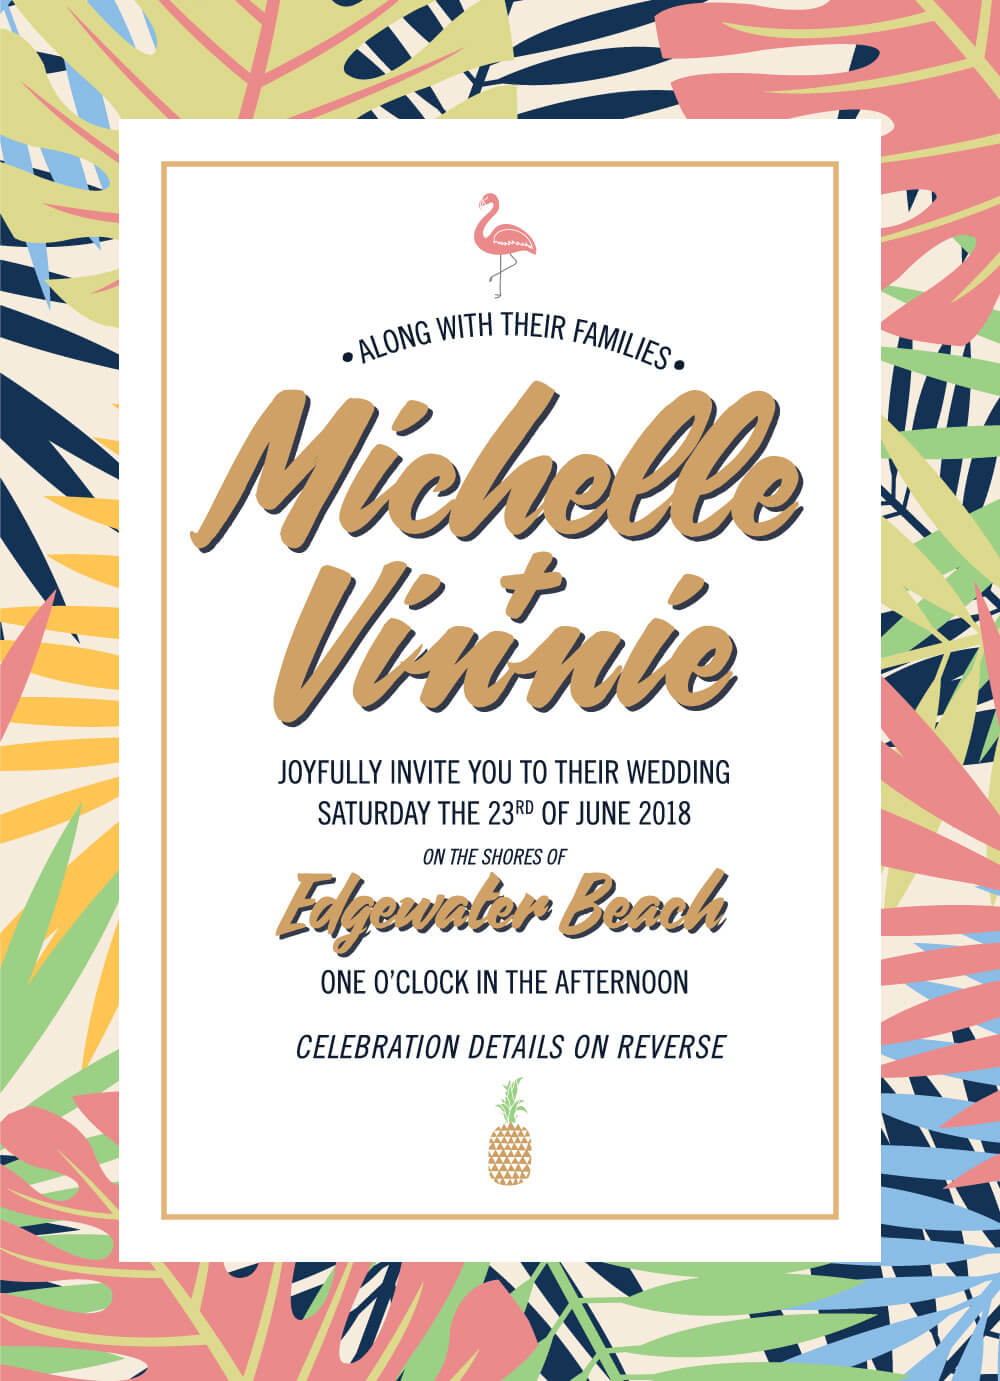 • ALONG WITH THEIR FAMILIES •
Michelle
+
Vinnie
JOYFULLY INVITE YOU TO THEIR WEDDING
SATURDAY THE 23RD OF JUNE 2018
ON THE SHORES OF
Edgewater Beach
ONE O'CLOCK IN THE AFTERNOON
CELEBRATION DETAILS ON REVERSE